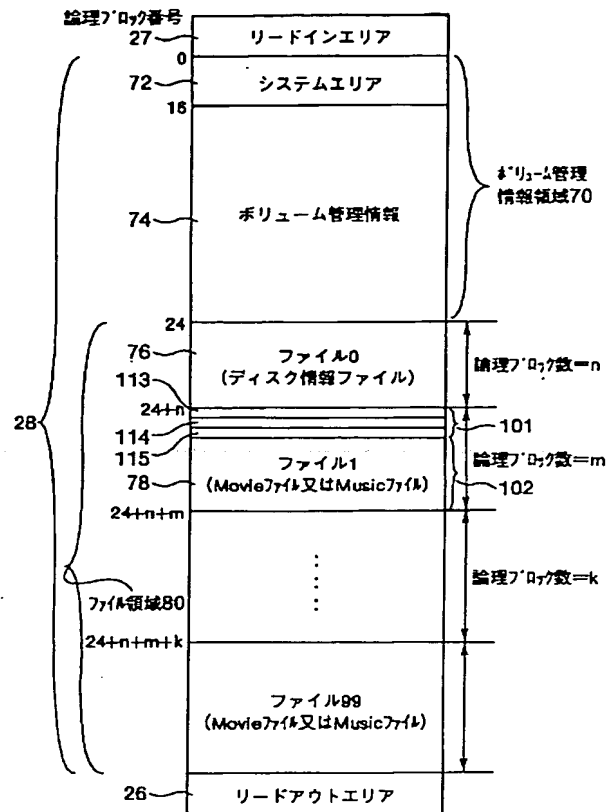 論理ブロック番号
27
リードインエリア
0
72
システムエリア
16
74
ボリューム管理情報
ボリューム管理
情報領域70
24
76
ファイル0
(ディスク情報ファイル)
論理ブロック数=n
113
24+n
114
101
115
28
ファイル1
論理ブロック数=m
78
(Movieファイル又はMusicファイル)
102
24+n+m
論理ブロック数=k
ファイル領域80
24+n+m+k
ファイル99
(Movieファイル又はMusicファイル)
26
リードアウトエリア